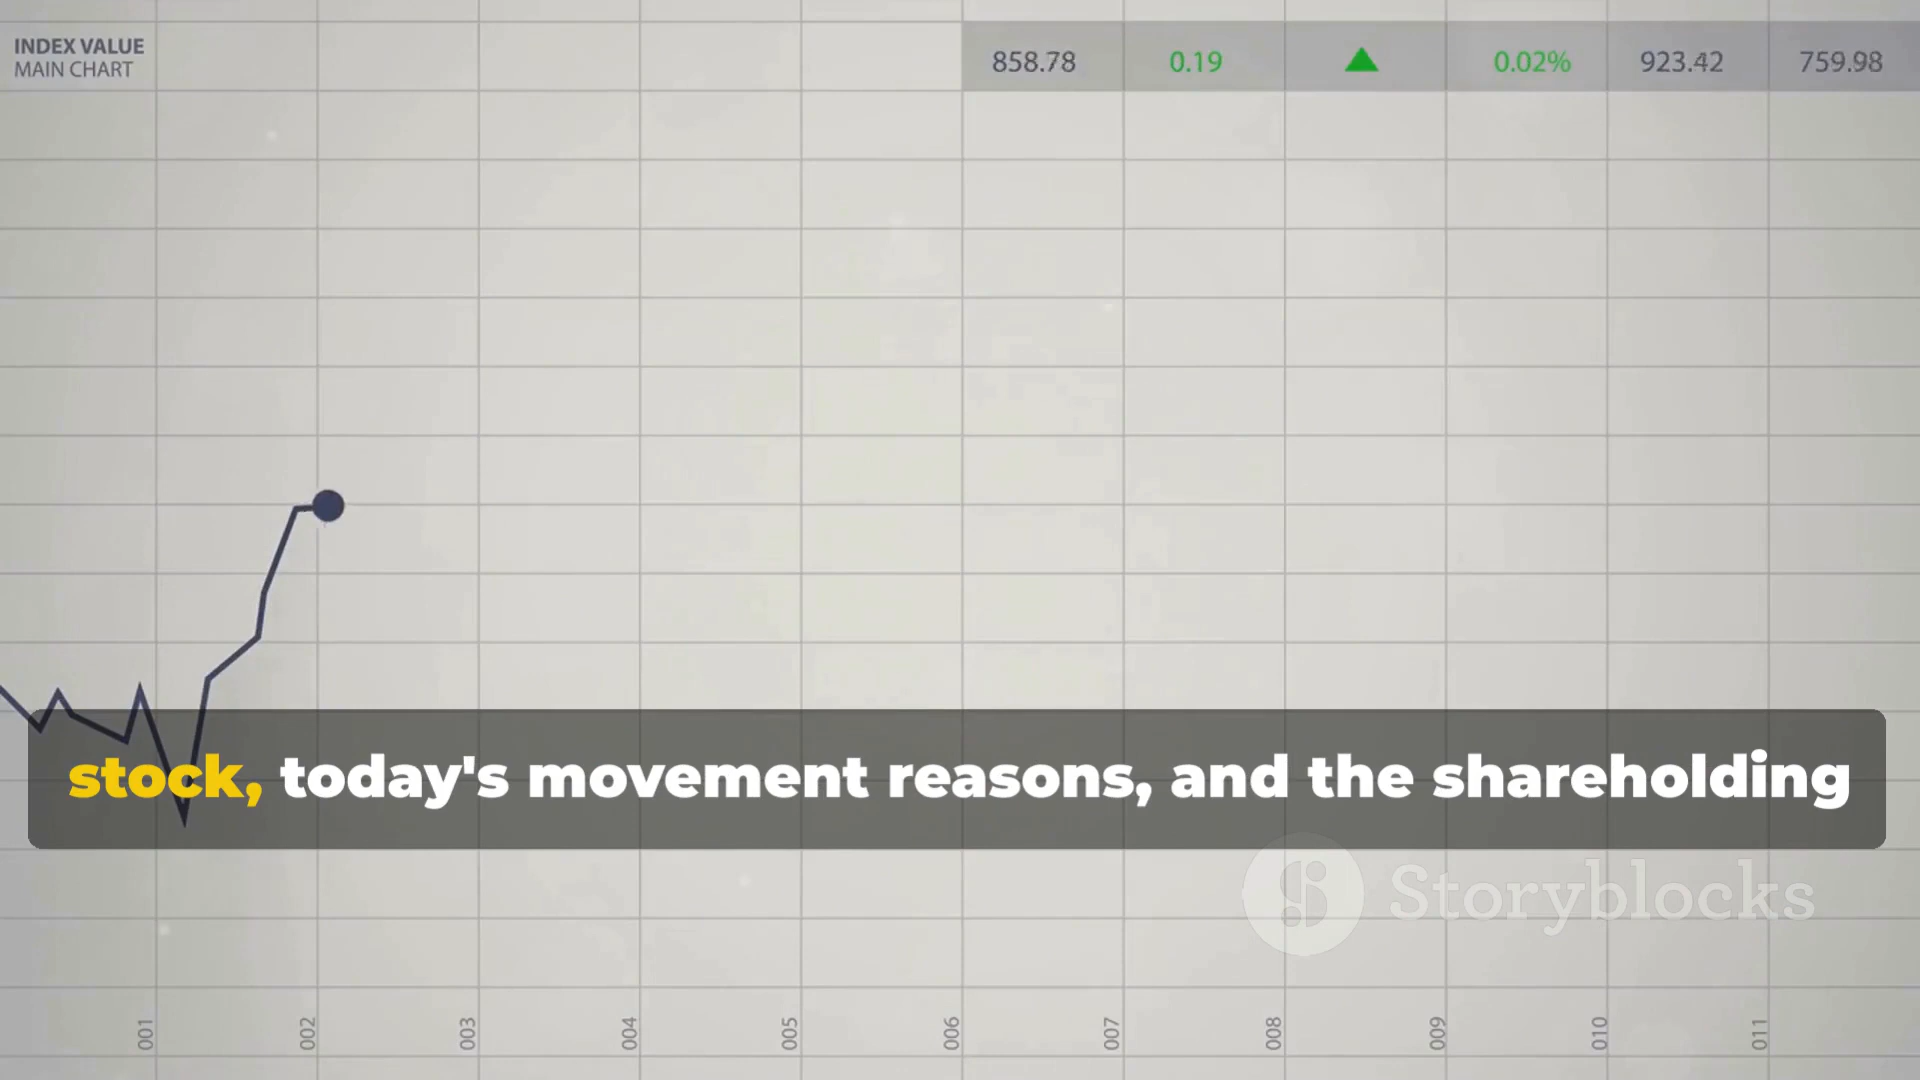 INDEX VALUE
MAIN CHART
858.78 0.19 0.02% 923.42 759.98
stock, today's movement reasons, and the shareholding
Storyblocks
001 002 003 004 005 006 007 008 009 010 011